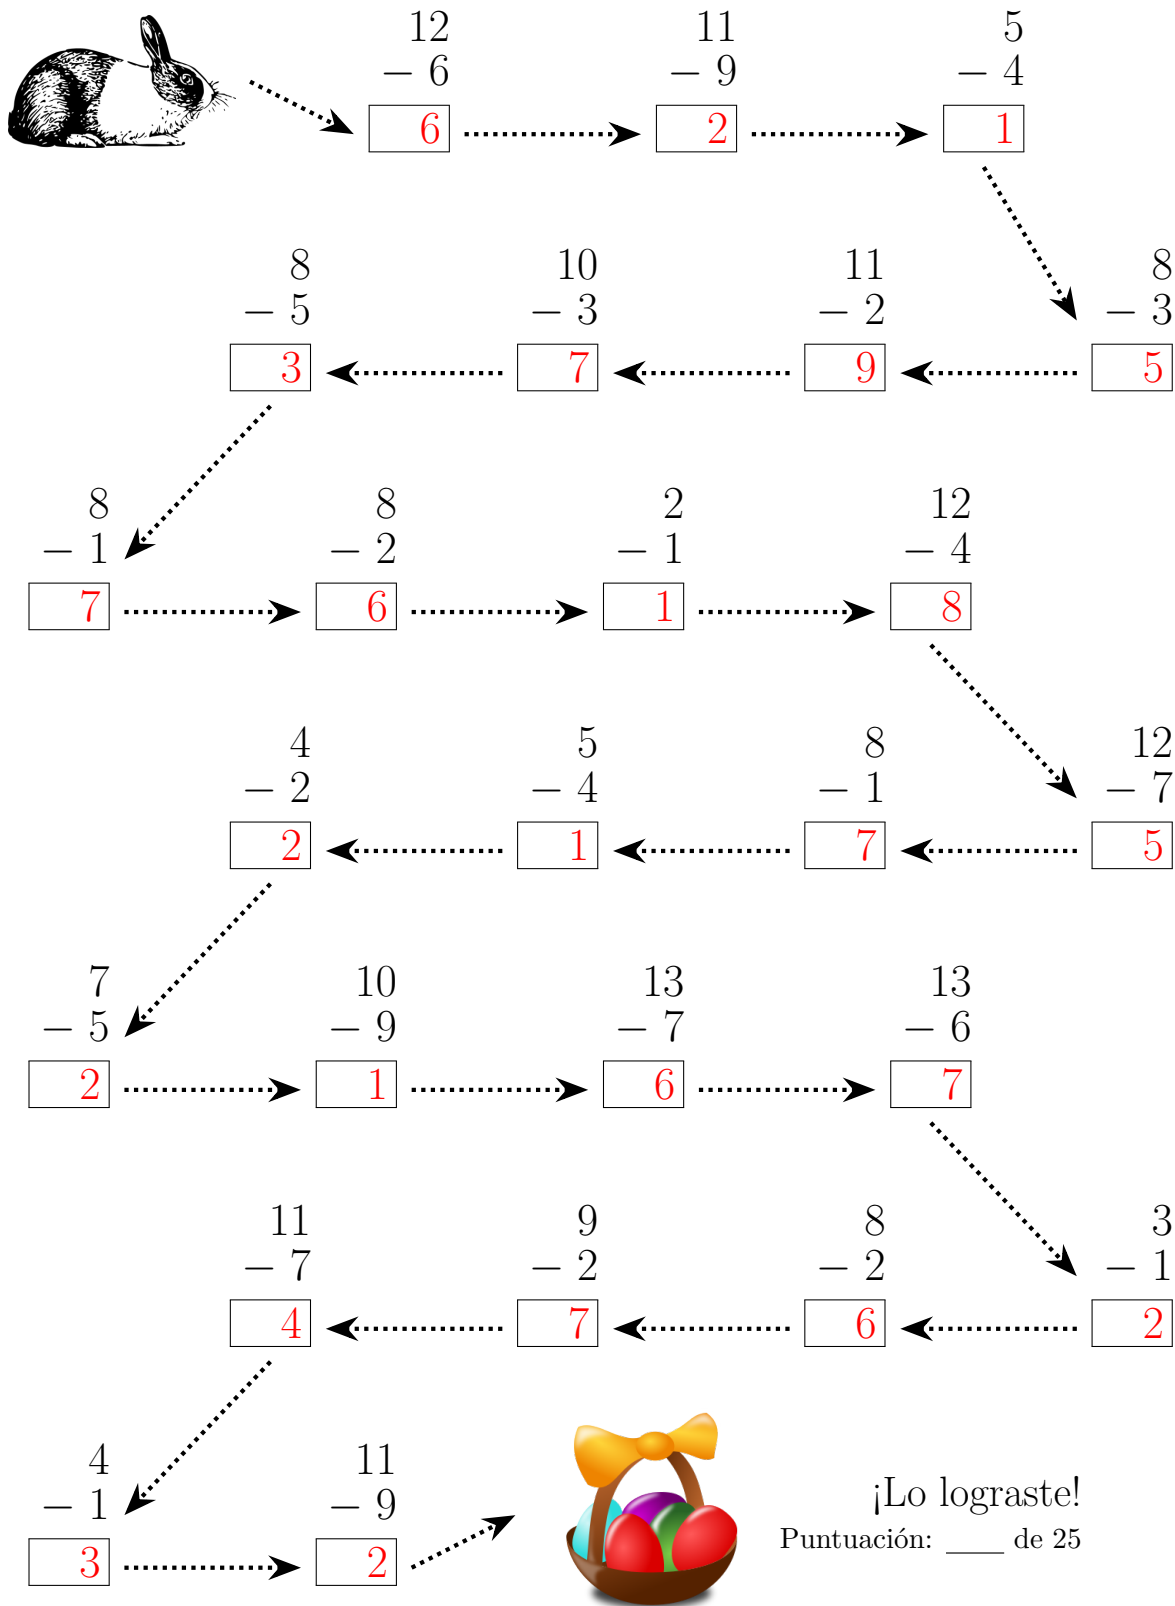 12 11 5
− 6 − 9 − 4
6 2 1
8 10 11 8
− 5 − 3 − 2 − 3
3 7 9 5
8 8 2 12
− 1 − 2 − 1 − 4
7 6 1 8
4 5 8 12
− 2 − 4 − 1 − 7
2 1 7 5
7 10 13 13
− 5 − 9 − 7 − 6
2 1 6 7
11 9 8 3
− 7 − 2 − 2 − 1
4 7 6 2
4 11
− 1 − 9
3 2
¡Lo lograste!
Puntuación: ____ de 25